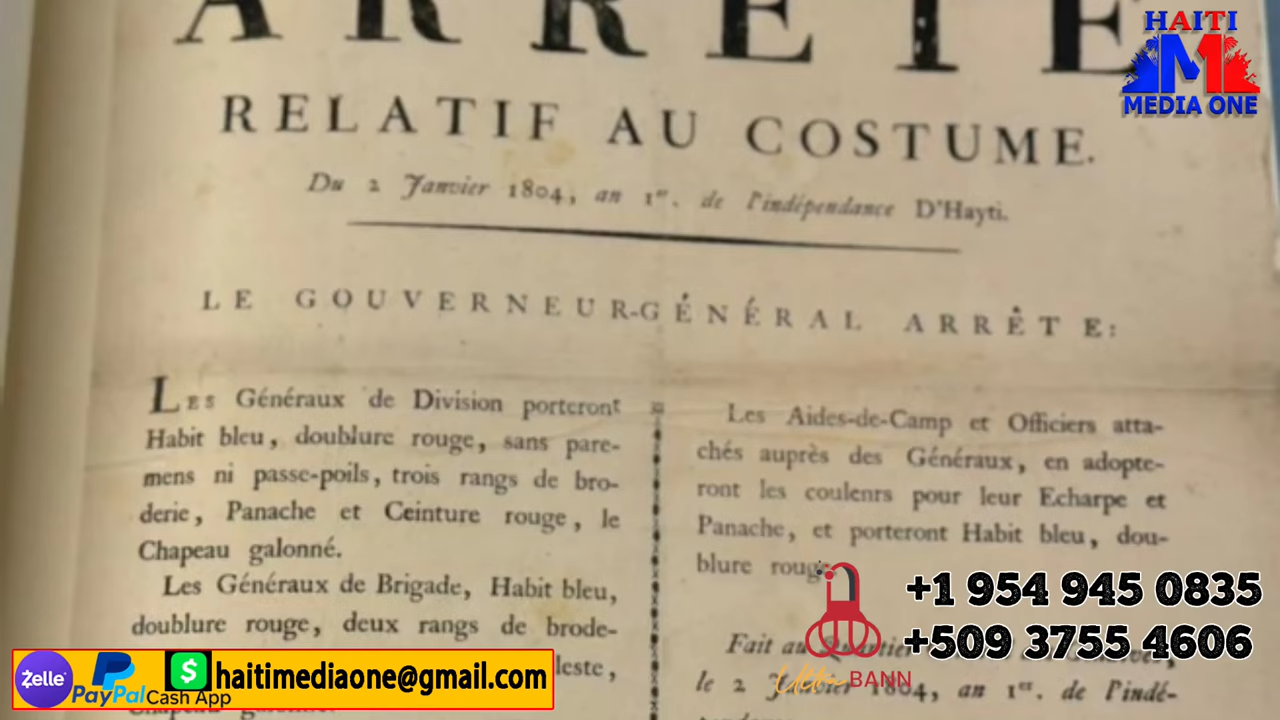 ARRÊTÉ
RELATIF AU COSTUME.
Du 2 Janvier 1804, an 1er. de l'indépendance D'Hayti.
LE GOUVERNEUR-GÉNÉRAL ARRÊTE:
LES Généraux de Division porteront
Habit bleu, doublure rouge, sans pare-
mens ni passe-poils, trois rangs de bro-
derie, Panache et Ceinture rouge, le
Chapeau galonné.
Les Généraux de Brigade, Habit bleu,
doublure rouge, deux rangs de brode-
leste,
Chapeau galonné.
Les Aides-de-Camp et Officiers atta-
chés auprès des Généraux, en adopte-
ront les coulenrs pour leur Echarpe et
Panache, et porteront Habit bleu, dou-
blure rouge
Fait au Quartier
le 2 Janvier 1804, an 1er. de l'indé-
HAITI
M1
MEDIA ONE
+1 954 945 0835
+509 3755 4606
BANN
Zelle
PayPal
$
Cash App
haitimediaone@gmail.com